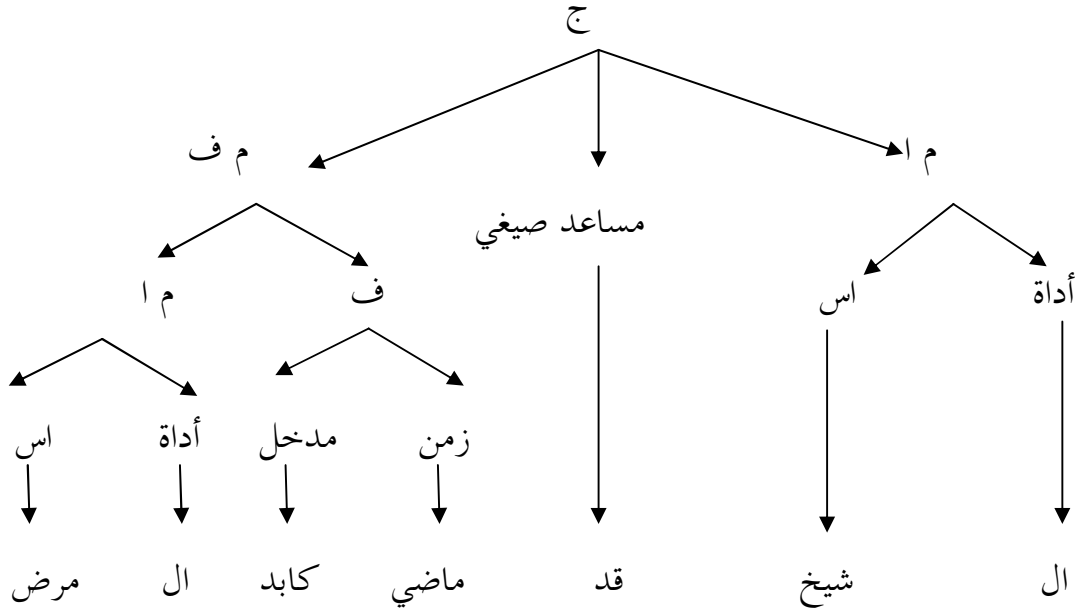 ج
م ا م ف
مساعد صيغي
أداة اس ف م ا
زمن مدخل أداة اس
ال شيخ قد ماضي كابد ال مرض